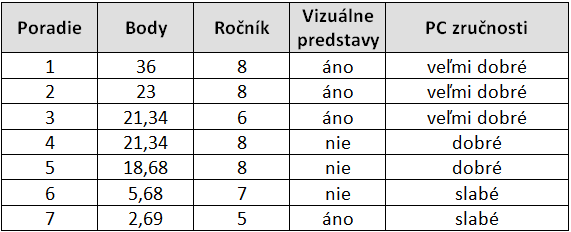 Poradie Body Ročník Vizuálne predstavy PC zručnosti
1 36 8 áno veľmi dobré
2 23 8 áno veľmi dobré
3 21,34 6 áno veľmi dobré
4 21,34 8 nie dobré
5 18,68 8 nie dobré
6 5,68 7 nie slabé
7 2,69 5 áno slabé